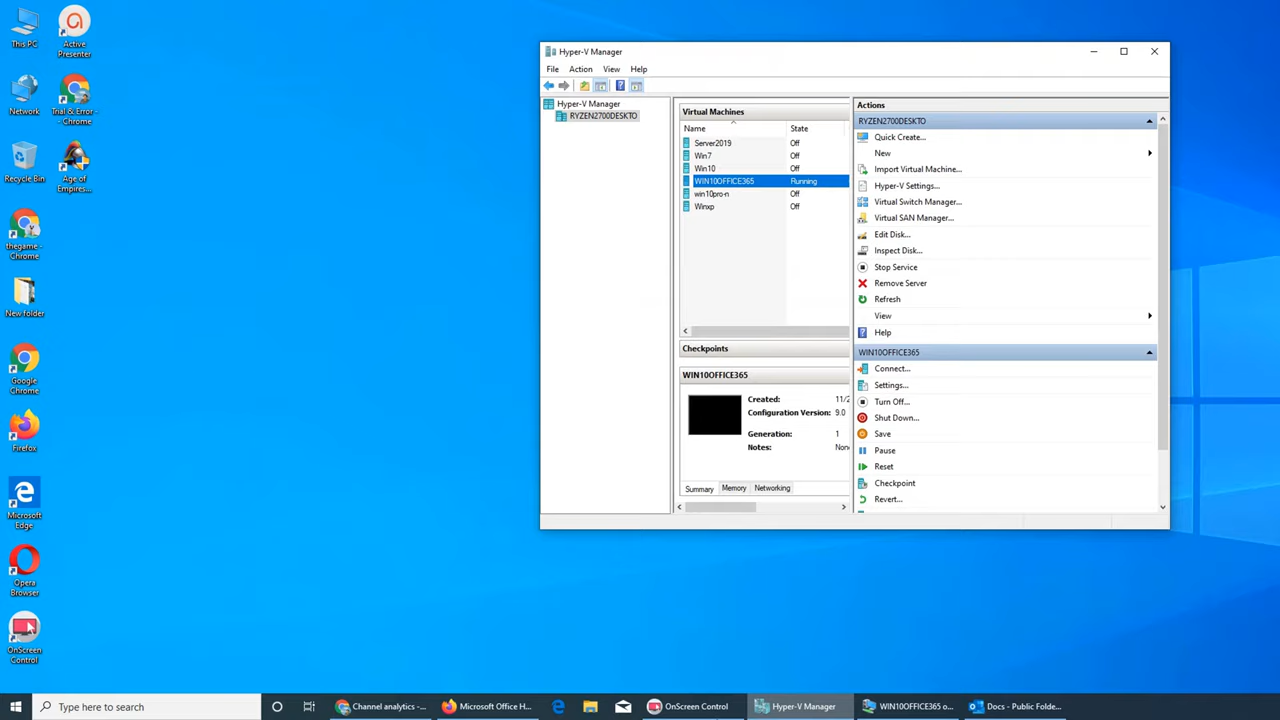 This PC
Active
Presenter
Network
Trial & Error -
Chrome
Recycle Bin
Age of
Empires...
thegame -
Chrome
New folder
Google
Chrome
Firefox
Microsoft
Edge
Opera
Browser
OnScreen
Control
Hyper-V Manager
File Action View Help
Hyper-V Manager
RYZEN2700DESKTO
Virtual Machines
Name State
Server2019 Off
Win7 Off
Win10 Off
WIN10OFFICE365 Running
win10pro-n Off
Winxp Off
Checkpoints
WIN10OFFICE365
Created: 11/2
Configuration Version: 9.0
Generation: 1
Notes: Non
Summary Memory Networking
Actions
RYZEN2700DESKTO
Quick Create...
New
Import Virtual Machine...
Hyper-V Settings...
Virtual Switch Manager...
Virtual SAN Manager...
Edit Disk...
Inspect Disk...
Stop Service
Remove Server
Refresh
View
Help
WIN10OFFICE365
Connect...
Settings...
Turn Off...
Shut Down...
Save
Pause
Reset
Checkpoint
Revert...
Type here to search
Channel analytics -...
Microsoft Office H...
OnScreen Control
Hyper-V Manager
WIN10OFFICE365 o...
Docs - Public Folde...